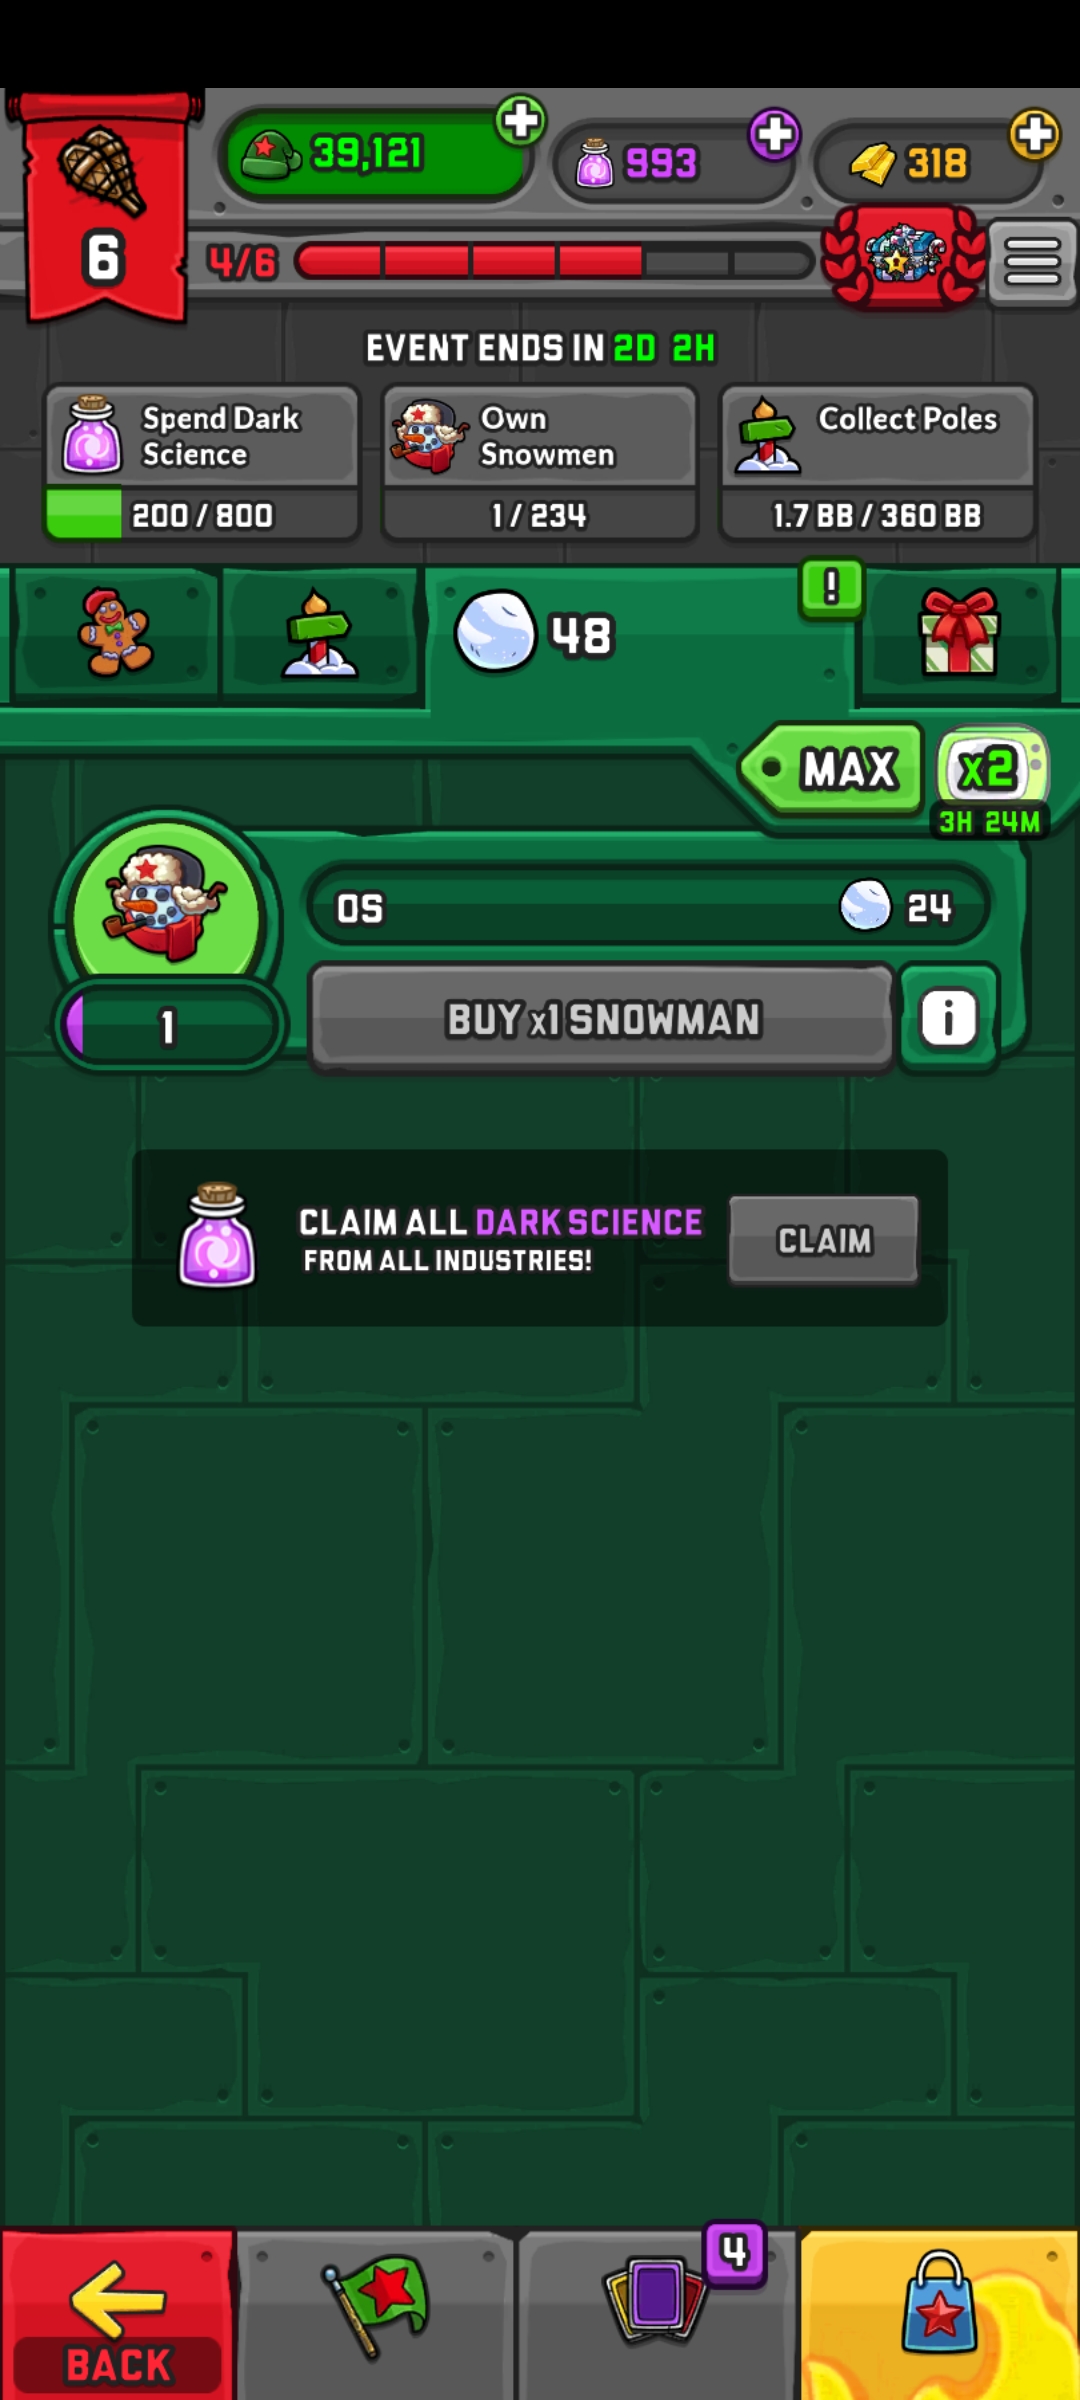 39,121
993
318
6
4/6
EVENT ENDS IN 2D 2H
Spend Dark
Science
200 / 800
Own
Snowmen
1 / 234
Collect Poles
1.7 BB / 360 BB
48
!
MAX
x2
3H 24M
0S
24
1
BUY x1 SNOWMAN
i
CLAIM ALL DARK SCIENCE
FROM ALL INDUSTRIES!
CLAIM
4
BACK